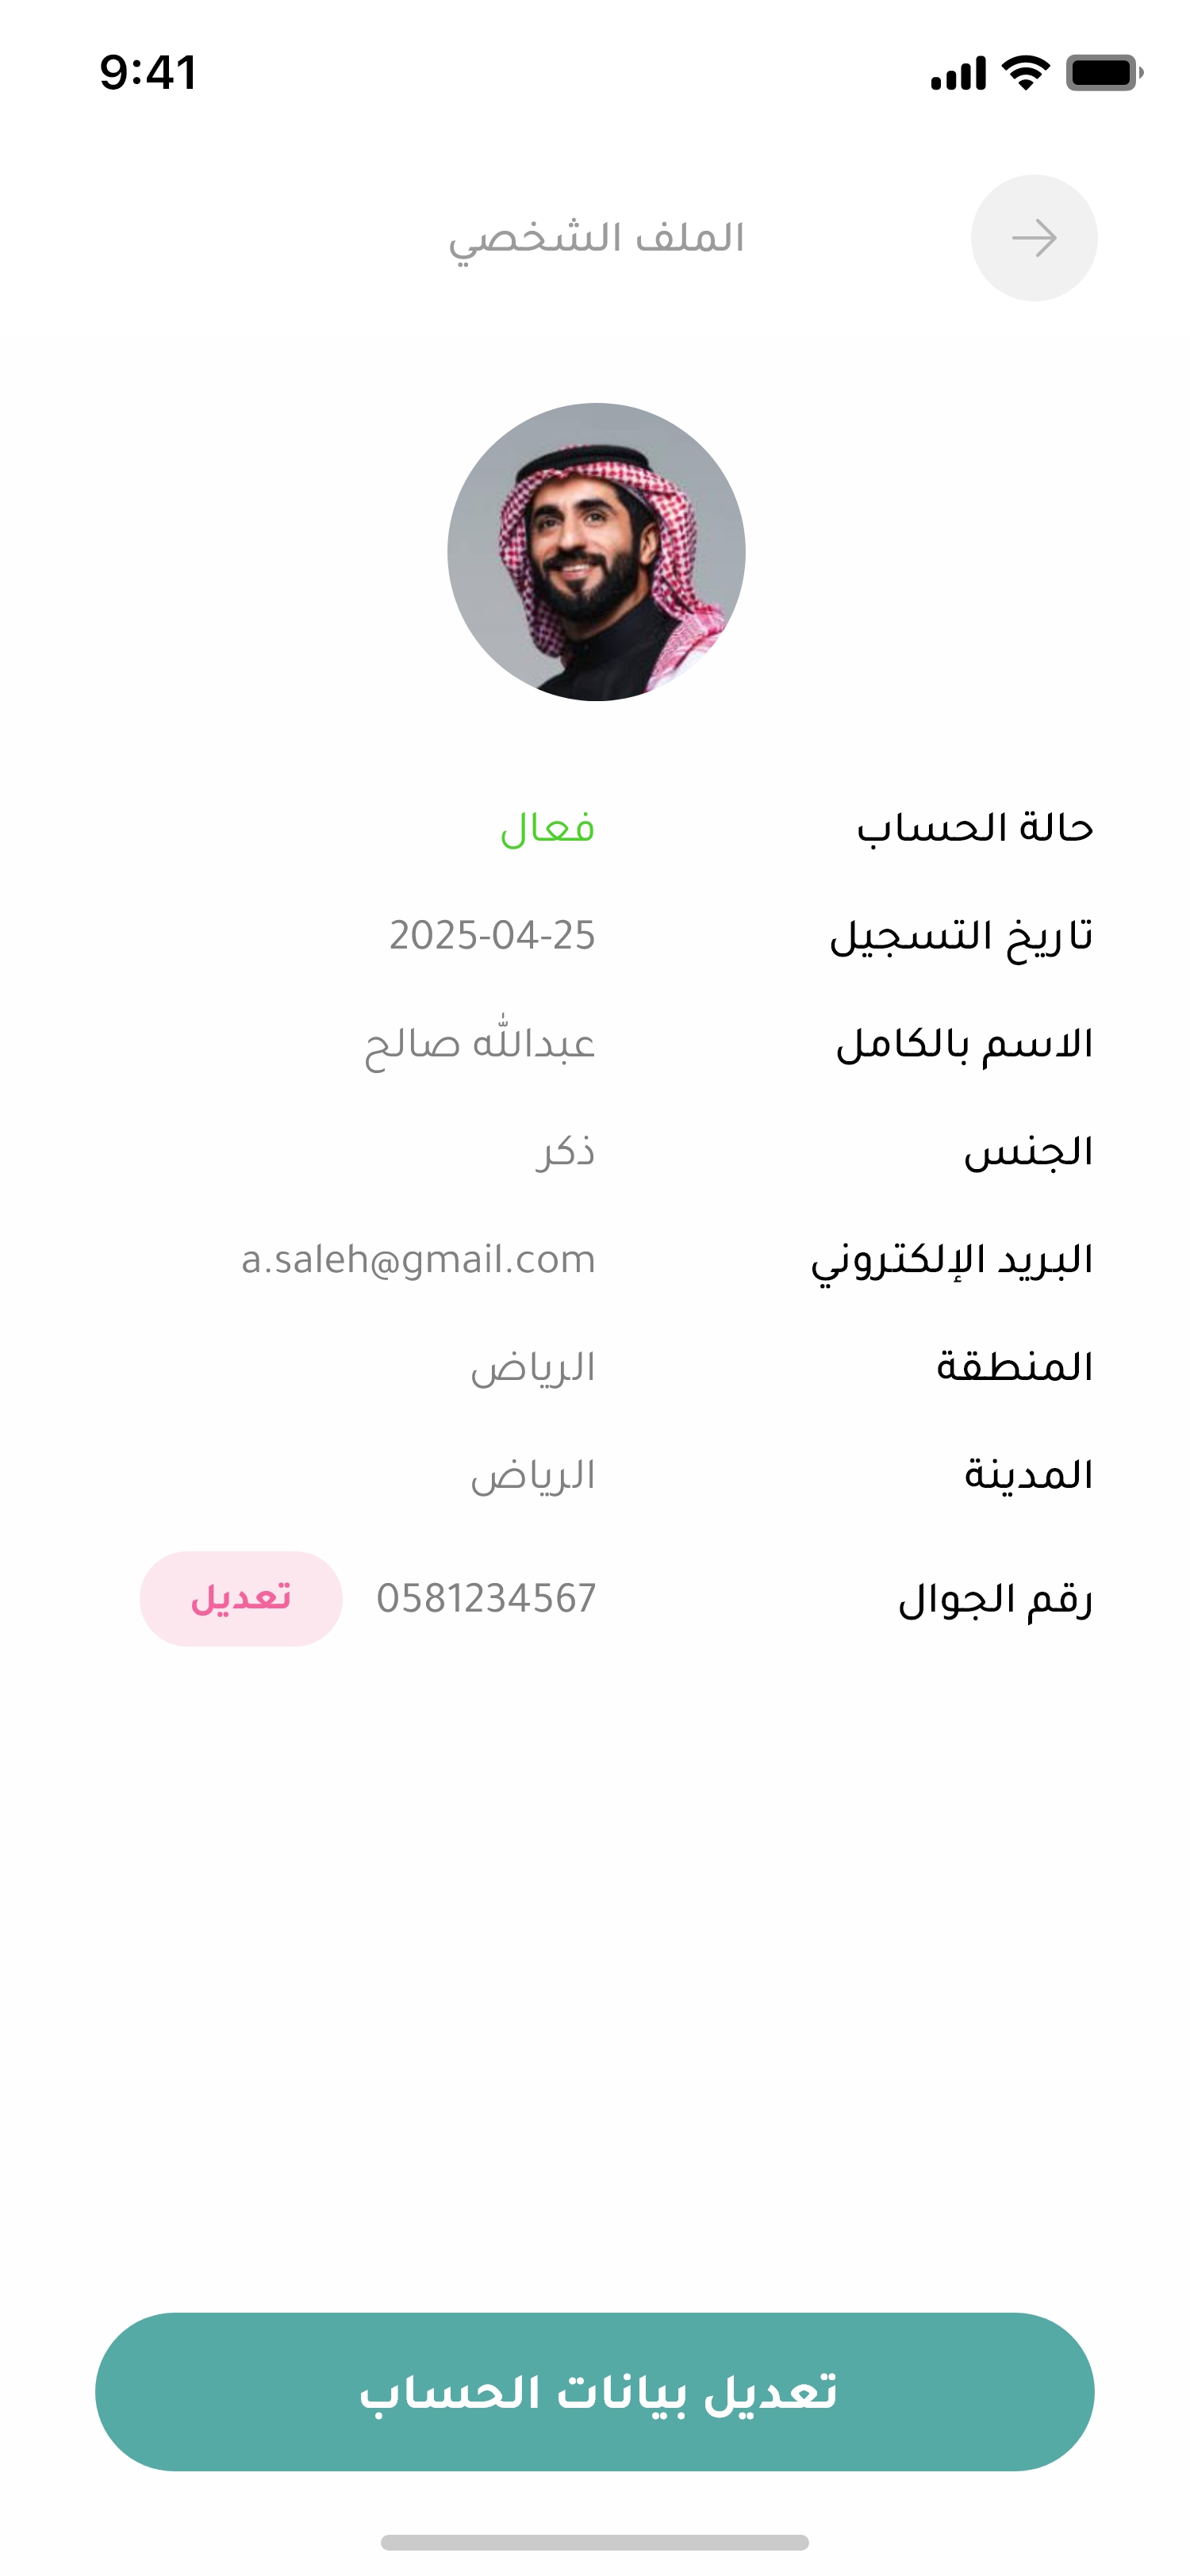 9:41
الملف الشخصي
حالة الحساب فعال
تاريخ التسجيل 2025-04-25
الاسم بالكامل عبدالله صالح
الجنس ذكر
البريد الإلكتروني a.saleh@gmail.com
المنطقة الرياض
المدينة الرياض
رقم الجوال 0581234567 تعديل
تعديل بيانات الحساب